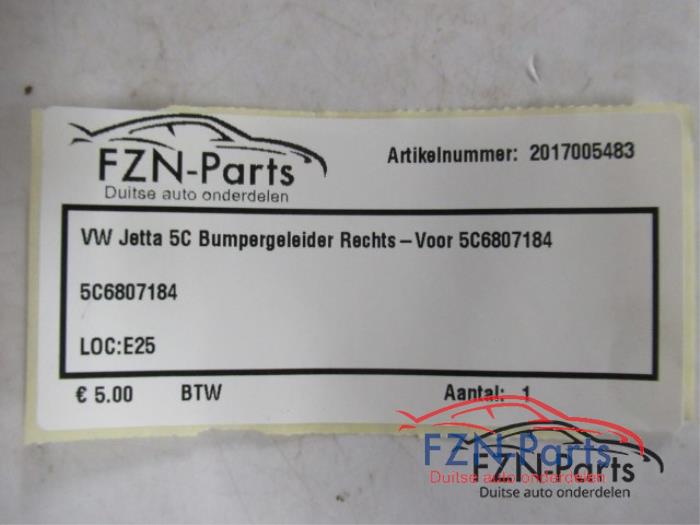 FZN-Parts
Duitse auto onderdelen
Artikelnummer: 2017005483
VW Jetta 5C Bumpergeleider Rechts-Voor 5C6807184
5C6807184
LOC:E25
€ 5.00 BTW Aantal: 1
FZN-Parts
Duitse auto onderdelen
FZN-Parts
Duitse auto onderdelen